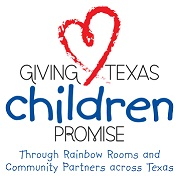 GIVING TEXAS
children
PROMISE
Through Rainbow Rooms and
Community Partners across Texas